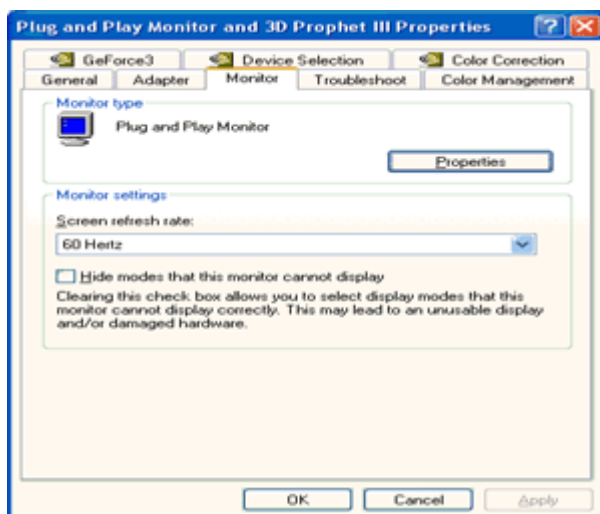 Plug and Play Monitor and 3D Prophet III Properties
GeForce3 Device Selection Color Correction
General Adapter Monitor Troubleshoot Color Management
Monitor type
Plug and Play Monitor
Properties
Monitor settings
Screen refresh rate:
60 Hertz
Hide modes that this monitor cannot display
Clearing this check box allows you to select display modes that this
monitor cannot display correctly. This may lead to an unusable display
and/or damaged hardware.
OK Cancel Apply